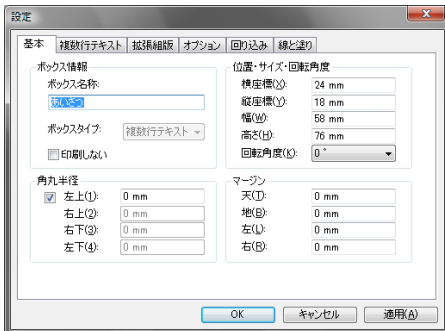 設定
基本 複数行テキスト 拡張組版 オプション 回り込み 線と塗り
ボックス情報
ボックス名称:
あいさつ
ボックスタイプ: 複数行テキスト
印刷しない
位置・サイズ・回転角度
横座標(X): 24 mm
縦座標(Y): 18 mm
幅(W): 58 mm
高さ(H): 76 mm
回転角度(K): 0°
角丸半径
左上(1): 0 mm
右上(2): 0 mm
右下(3): 0 mm
左下(4): 0 mm
マージン
天(T): 0 mm
地(B): 0 mm
左(L): 0 mm
右(R): 0 mm
OK キャンセル 適用(A)